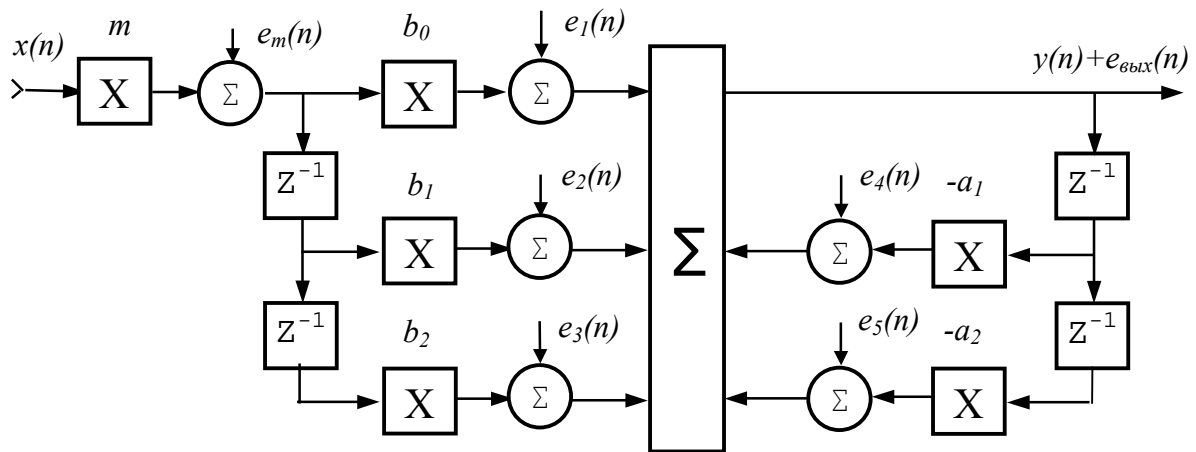 m e_m(n) b_0 e_1(n)
x(n) y(n)+e_вых(n)
X Σ X Σ
Z^-1 Z^-1
b_1 e_2(n) e_4(n) -a_1
X Σ Σ Σ X
Z^-1 Z^-1
b_2 e_3(n) e_5(n) -a_2
X Σ Σ X